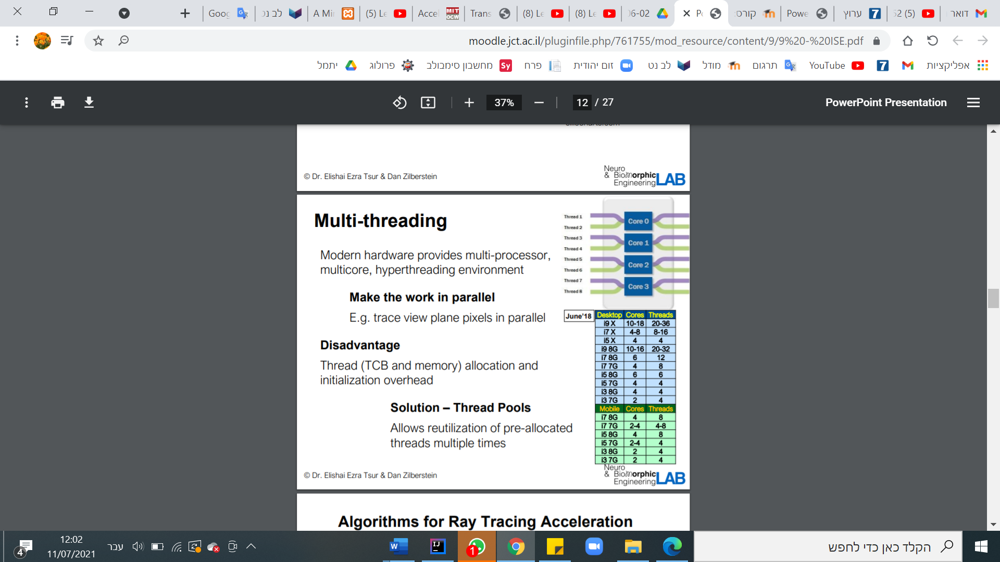 Goog
לב נט
A Mi
(5) Le
Accel
MIT
OCW
Trans
(8) Le
(8) Le
06-02
קורס
Powe
ערוץ
7
דואר
moodle.jct.ac.il/pluginfile.php/761755/mod_resource/content/9/9%20-%20ISE.pdf
אפליקציות
7
YouTube
תרגום
מודל
לב נט
זום יהודית
פרח
Sy
מחשבון סימבולב
פרולוג
יתמל
37%
12 / 27
PowerPoint Presentation
© Dr. Elishai Ezra Tsur & Dan Zilberstein
Neuro
& Biomorphic
Engineering LAB
Multi-threading
Modern hardware provides multi-processor,
multicore, hyperthreading environment
Make the work in parallel
E.g. trace view plane pixels in parallel
Disadvantage
Thread (TCB and memory) allocation and
initialization overhead
Solution – Thread Pools
Allows reutilization of pre-allocated
threads multiple times
Thread 1
Thread 2
Thread 3
Thread 4
Thread 5
Thread 6
Thread 7
Thread 8
Core 0
Core 1
Core 2
Core 3
June'18
Desktop Cores Threads
i9 X 10-18 20-36
i7 X 4-8 8-16
i5 X 4 4
i9 8G 10-16 20-32
i7 8G 6 12
i7 7G 4 8
i5 8G 6 6
i5 7G 4 4
i3 8G 4 4
i3 7G 2 4
Mobile Cores Threads
i7 8G 4 8
i7 7G 2-4 4-8
i5 8G 4 8
i5 7G 2-4 4
i3 8G 2 4
i3 7G 2 4
© Dr. Elishai Ezra Tsur & Dan Zilberstein
Neuro
& Biomorphic
Engineering LAB
Algorithms for Ray Tracing Acceleration
4
12:02
11/07/2021
עבר
W
IJ
1
הקלד כאן כדי לחפש